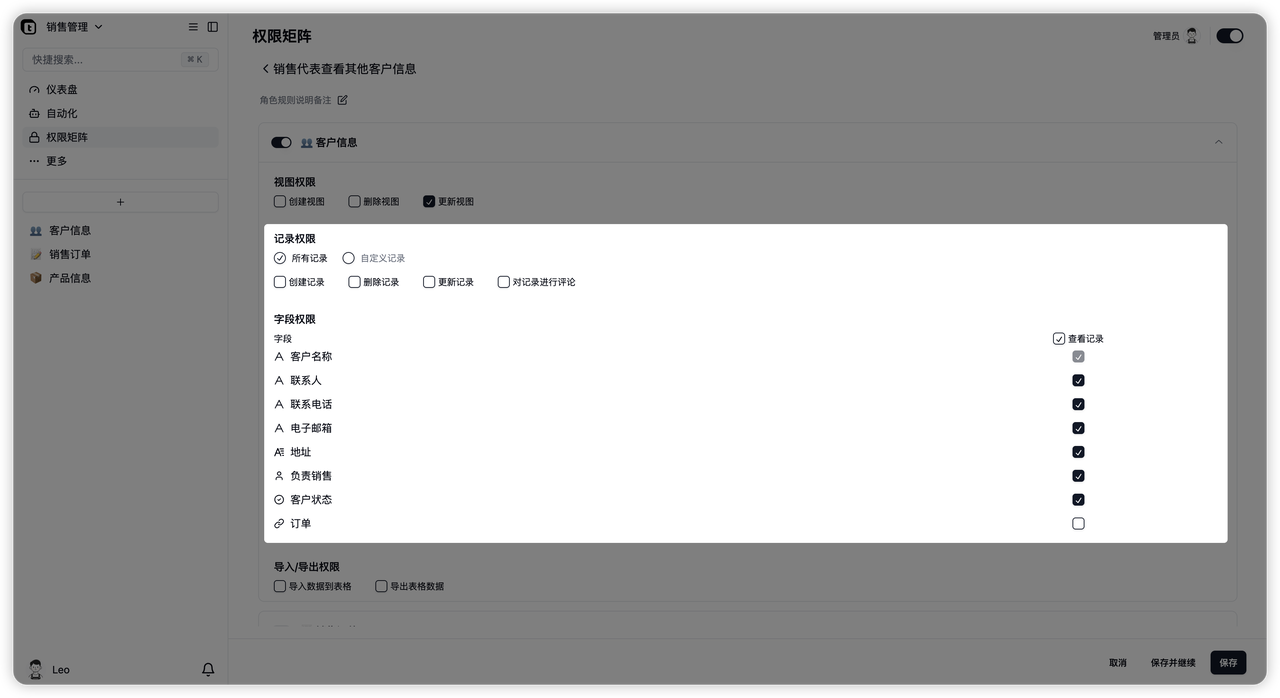 销售管理
快捷搜索... ⌘ K
仪表盘
自动化
权限矩阵
更多
+
客户信息
销售订单
产品信息
Leo
权限矩阵
管理员
销售代表查看其他客户信息
角色规则说明备注
客户信息
视图权限
创建视图 删除视图 更新视图
记录权限
所有记录 自定义记录
创建记录 删除记录 更新记录 对记录进行评论
字段权限
字段 查看记录
客户名称
联系人
联系电话
电子邮箱
地址
负责销售
客户状态
订单
导入/导出权限
导入数据到表格 导出表格数据
取消 保存并继续 保存